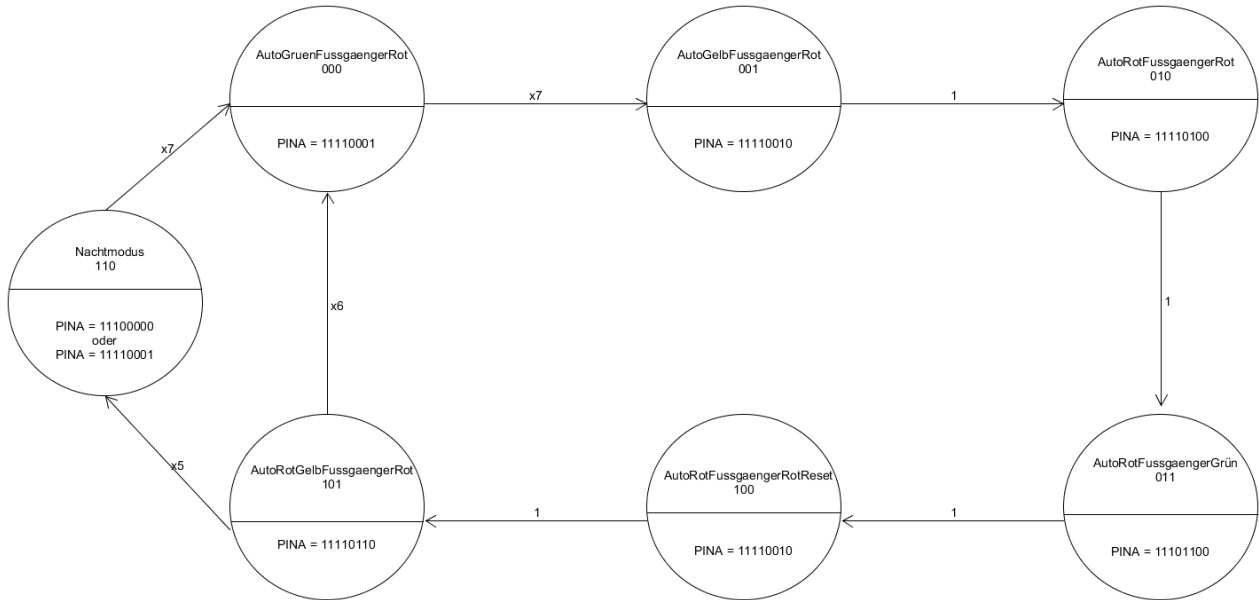 AutoGruenFussgaengerRot
000
PINA = 11110001
x7
AutoGelbFussgaengerRot
001
PINA = 11110010
1
AutoRotFussgaengerRot
010
PINA = 11110100
x7
Nachtmodus
110
PINA = 11100000
oder
PINA = 11110001
x6
1
x5
AutoRotGelbFussgaengerRot
101
PINA = 11110110
1
AutoRotFussgaengerRotReset
100
PINA = 11110010
1
AutoRotFussgaengerGrün
011
PINA = 11101100